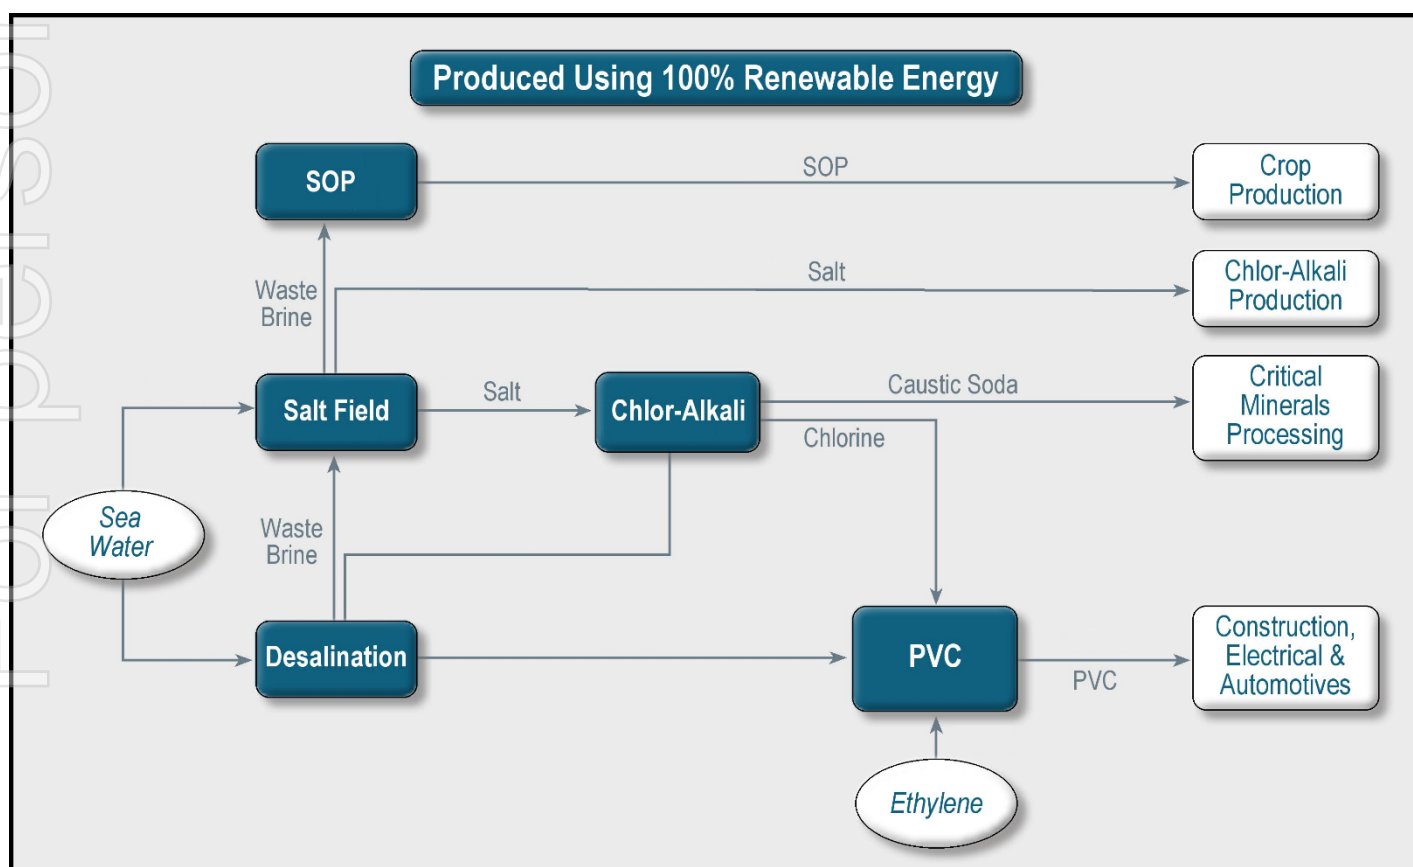 Produced Using 100% Renewable Energy
SOP
SOP
Crop
Production
Waste
Brine
Salt
Chlor-Alkali
Production
Salt Field
Salt
Chlor-Alkali
Caustic Soda
Chlorine
Critical
Minerals
Processing
Sea
Water
Waste
Brine
Desalination
PVC
PVC
Construction,
Electrical &
Automotives
Ethylene